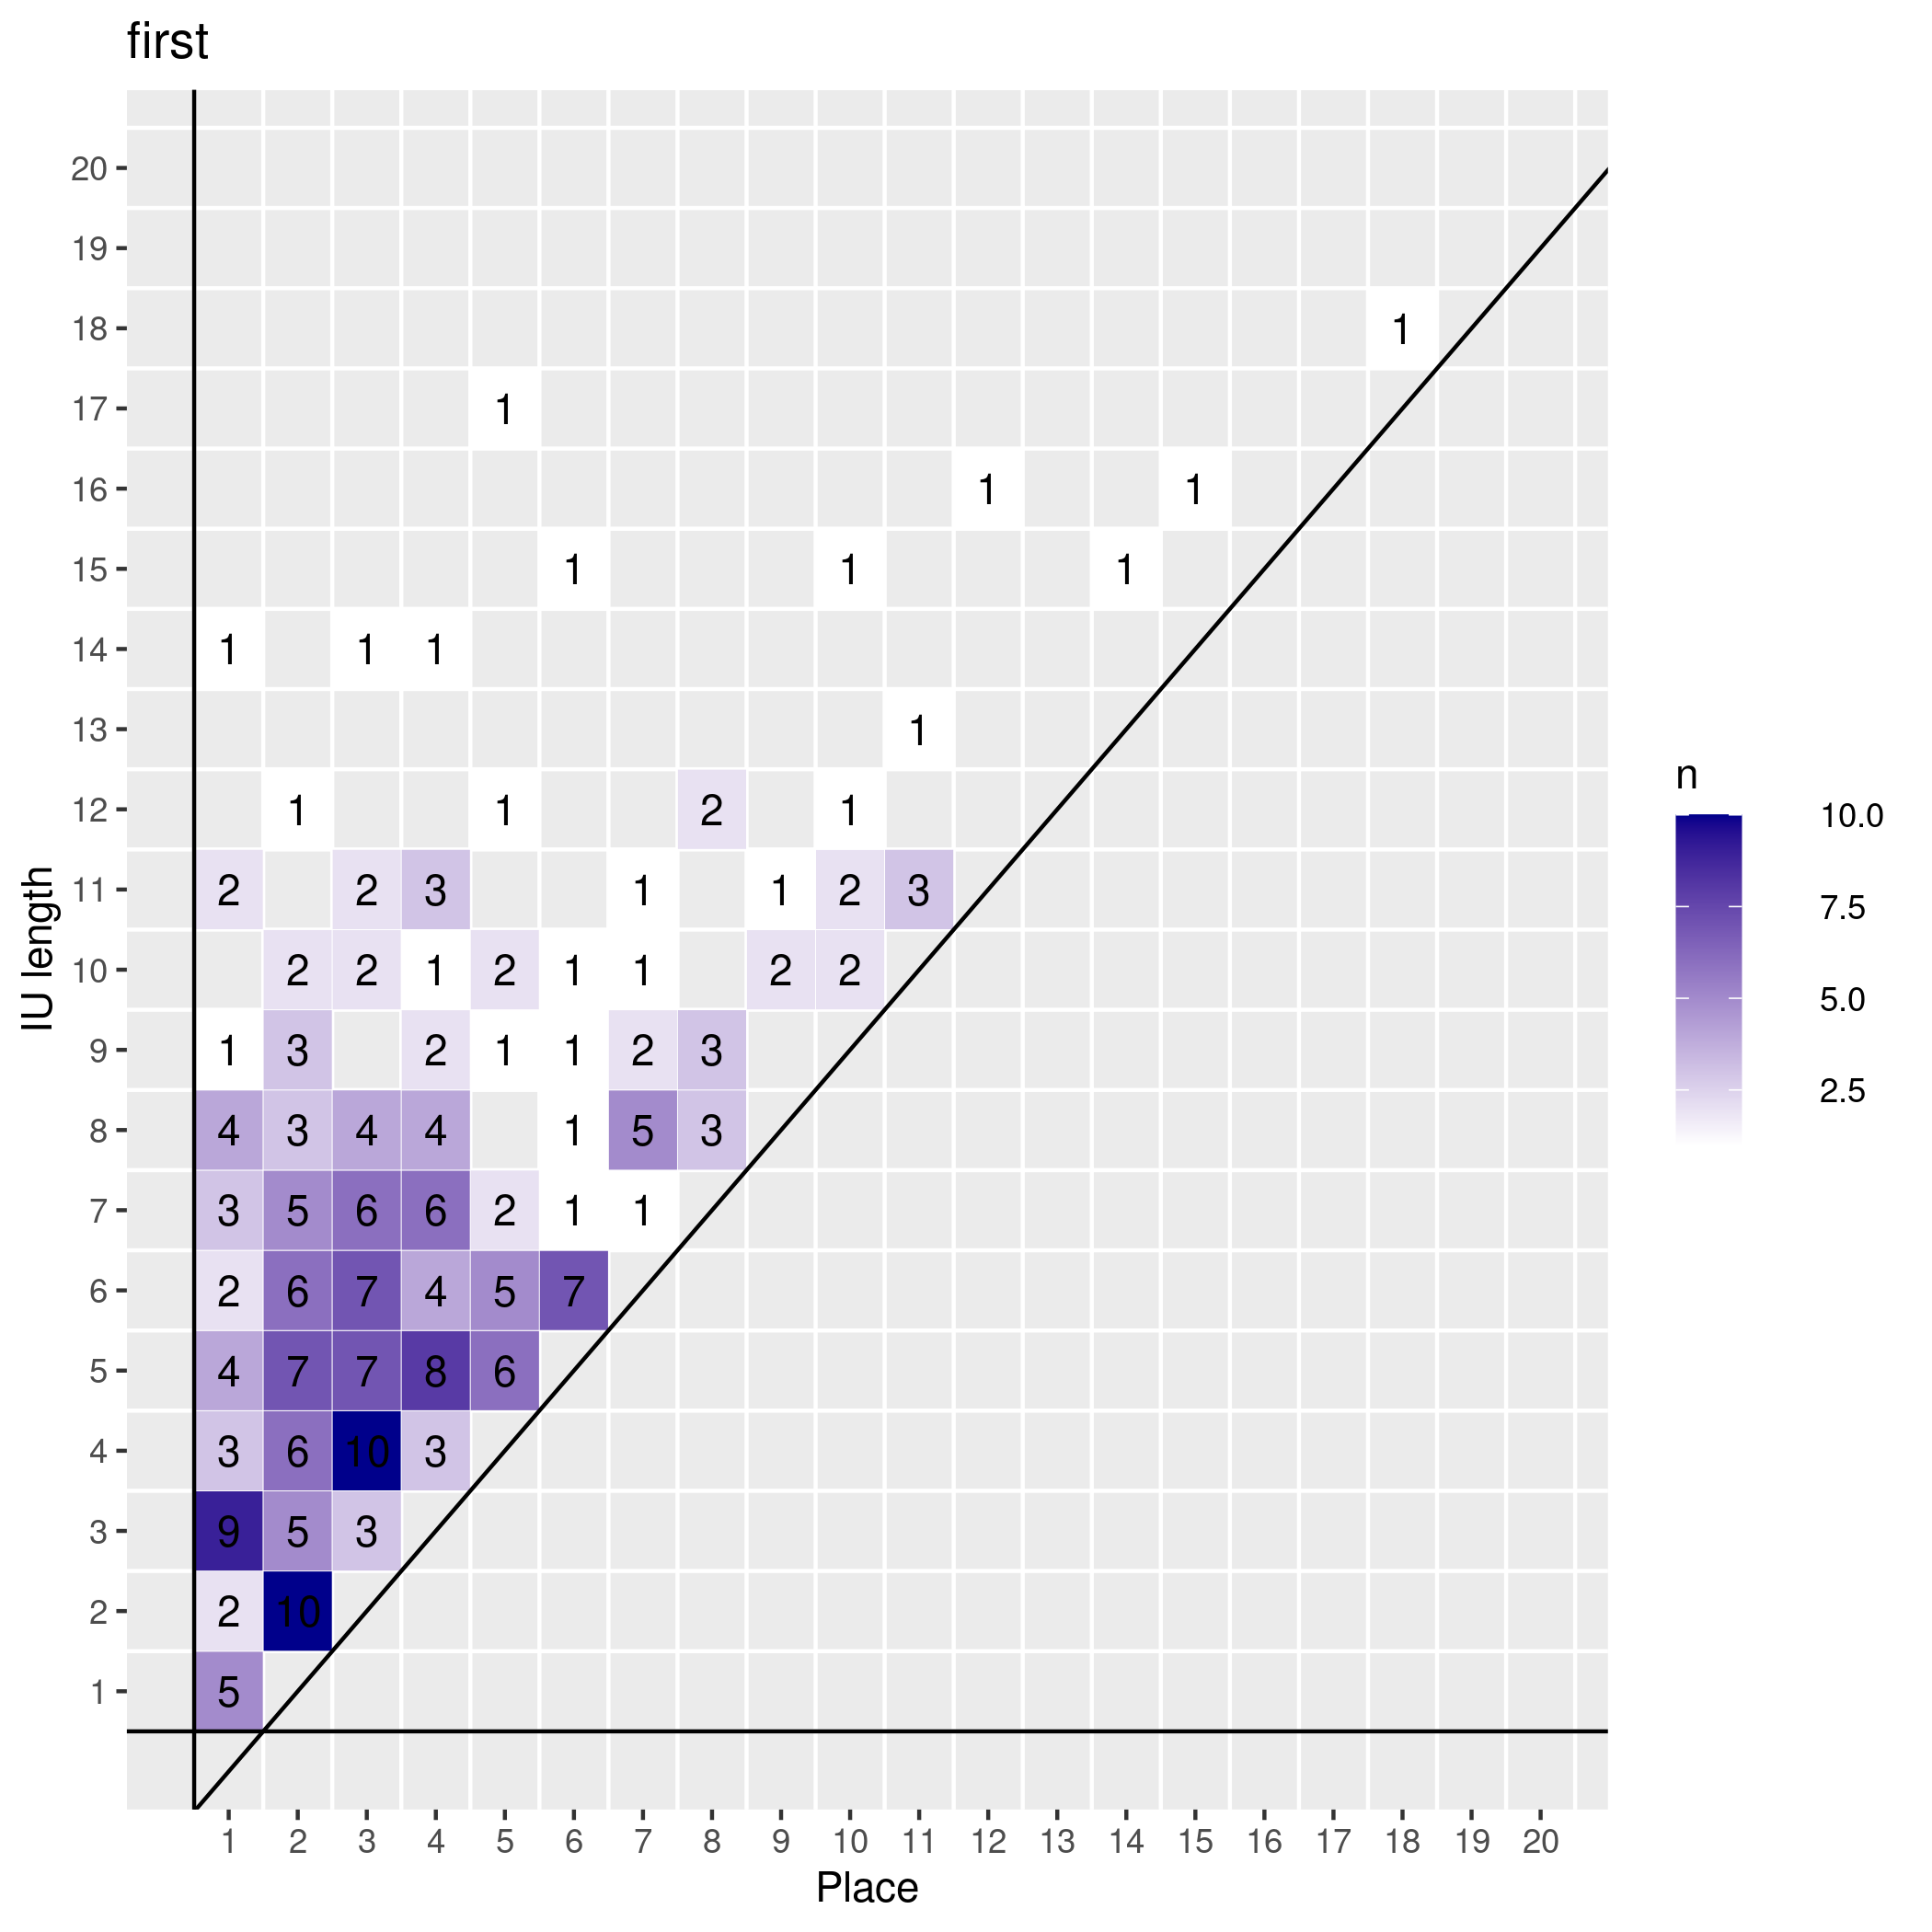 first
20
19
18 1
17 1
16 1 1
15 1 1 1
14 1 1 1
13 1
12 1 1 2 1
11 2 2 3 1 1 2 3
10 2 2 1 2 1 1 2 2
9 1 3 2 1 1 2 3
8 4 3 4 4 1 5 3
7 3 5 6 6 2 1 1
6 2 6 7 4 5 7
5 4 7 7 8 6
4 3 6 10 3
3 9 5 3
2 2 10
1 5
1 2 3 4 5 6 7 8 9 10 11 12 13 14 15 16 17 18 19 20
Place
IU length
n
10.0
7.5
5.0
2.5